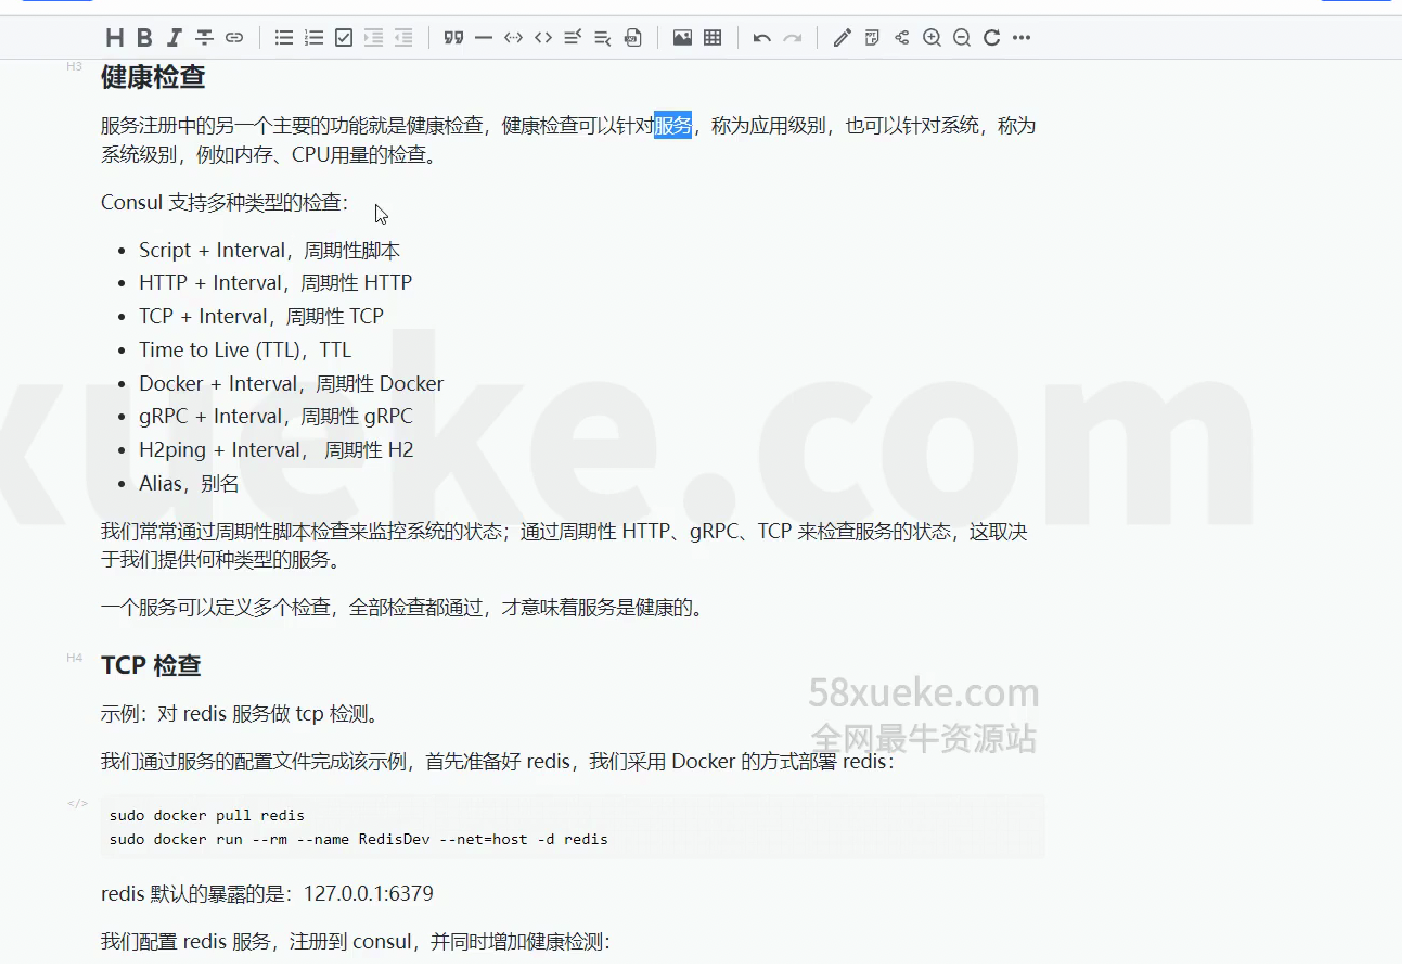 H3
健康检查
服务注册中的另一个主要的功能就是健康检查，健康检查可以针对服务，称为应用级别，也可以针对系统，称为
系统级别，例如内存、CPU用量的检查。
Consul 支持多种类型的检查：
• Script + Interval，周期性脚本
• HTTP + Interval，周期性 HTTP
• TCP + Interval，周期性 TCP
• Time to Live (TTL)，TTL
• Docker + Interval，周期性 Docker
• gRPC + Interval，周期性 gRPC
• H2ping + Interval， 周期性 H2
• Alias，别名
xueke.com
我们常常通过周期性脚本检查来监控系统的状态；通过周期性 HTTP、gRPC、TCP 来检查服务的状态，这取决
于我们提供何种类型的服务。
一个服务可以定义多个检查，全部检查都通过，才意味着服务是健康的。
H4
TCP 检查
58xueke.com
全网最牛资源站
示例：对 redis 服务做 tcp 检测。
我们通过服务的配置文件完成该示例，首先准备好 redis，我们采用 Docker 的方式部署 redis：
</>
sudo docker pull redis
sudo docker run --rm --name RedisDev --net=host -d redis
redis 默认的暴露的是：127.0.0.1:6379
我们配置 redis 服务，注册到 consul，并同时增加健康检测：